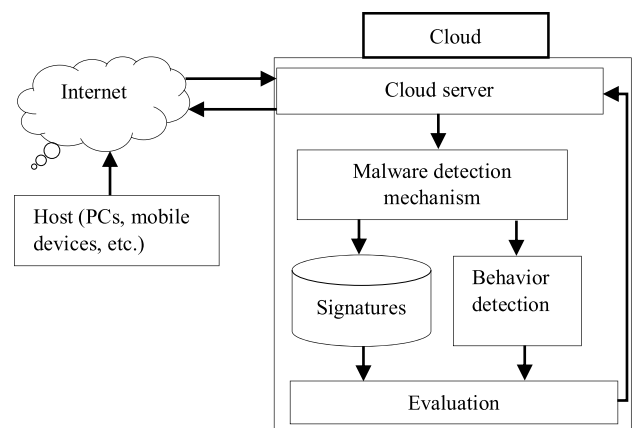 Cloud
Internet
Cloud server
Malware detection
mechanism
Host (PCs, mobile
devices, etc.)
Signatures
Behavior
detection
Evaluation